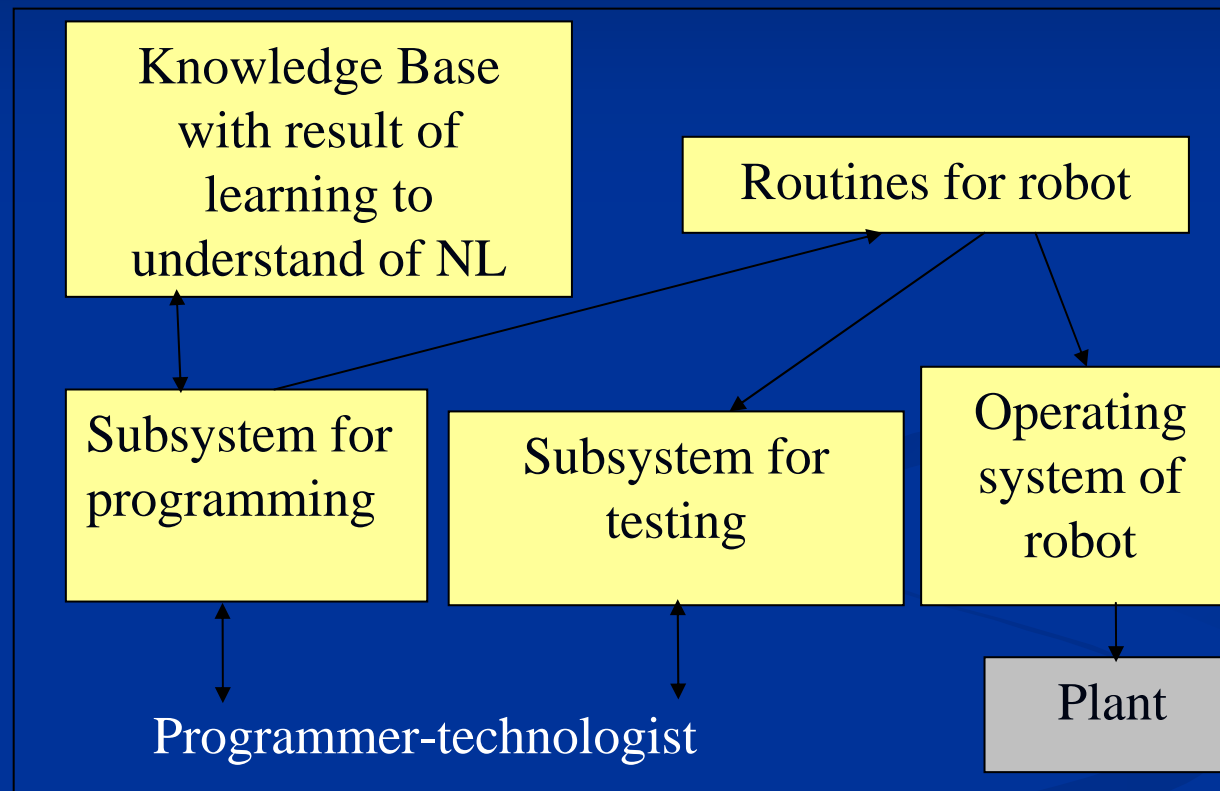 Knowledge Base
with result of
learning to
understand of NL
Routines for robot
Subsystem for
programming
Subsystem for
testing
Operating
system of
robot
Plant
Programmer-technologist